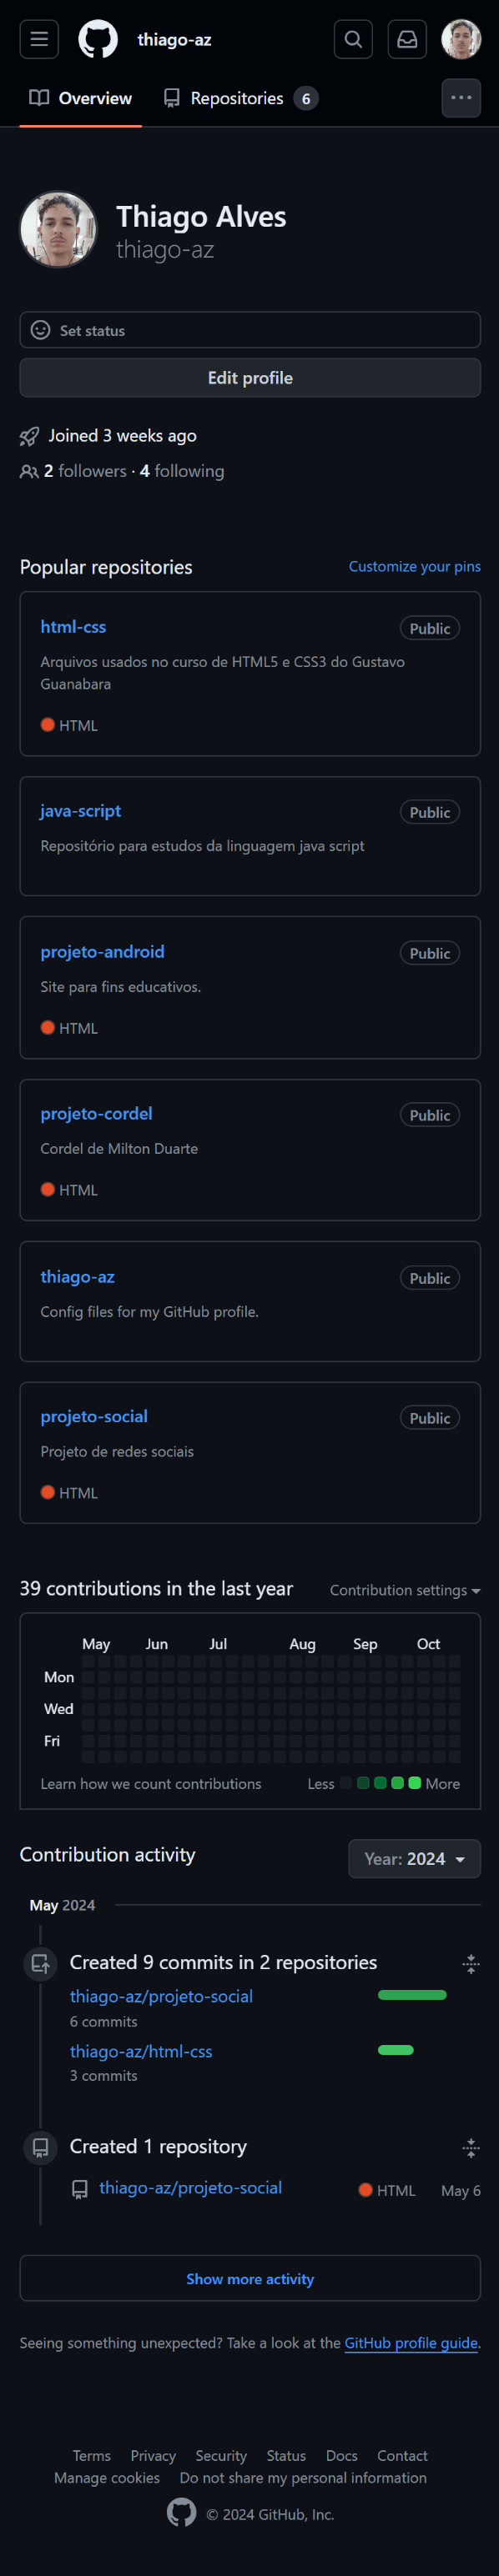 thiago-az
Overview
Repositories 6
Thiago Alves
thiago-az
Set status
Edit profile
Joined 3 weeks ago
2 followers · 4 following
Popular repositories
Customize your pins
html-css
Public
Arquivos usados no curso de HTML5 e CSS3 do Gustavo
Guanabara
HTML
java-script
Public
Repositório para estudos da linguagem java script
projeto-android
Public
Site para fins educativos.
HTML
projeto-cordel
Public
Cordel de Milton Duarte
HTML
thiago-az
Public
Config files for my GitHub profile.
projeto-social
Public
Projeto de redes sociais
HTML
39 contributions in the last year
Contribution settings
May Jun Jul Aug Sep Oct
Mon
Wed
Fri
Learn how we count contributions
Less More
Contribution activity
Year: 2024
May 2024
Created 9 commits in 2 repositories
thiago-az/projeto-social
6 commits
thiago-az/html-css
3 commits
Created 1 repository
thiago-az/projeto-social
HTML
May 6
Show more activity
Seeing something unexpected? Take a look at the GitHub profile guide.
Terms Privacy Security Status Docs Contact
Manage cookies Do not share my personal information
© 2024 GitHub, Inc.